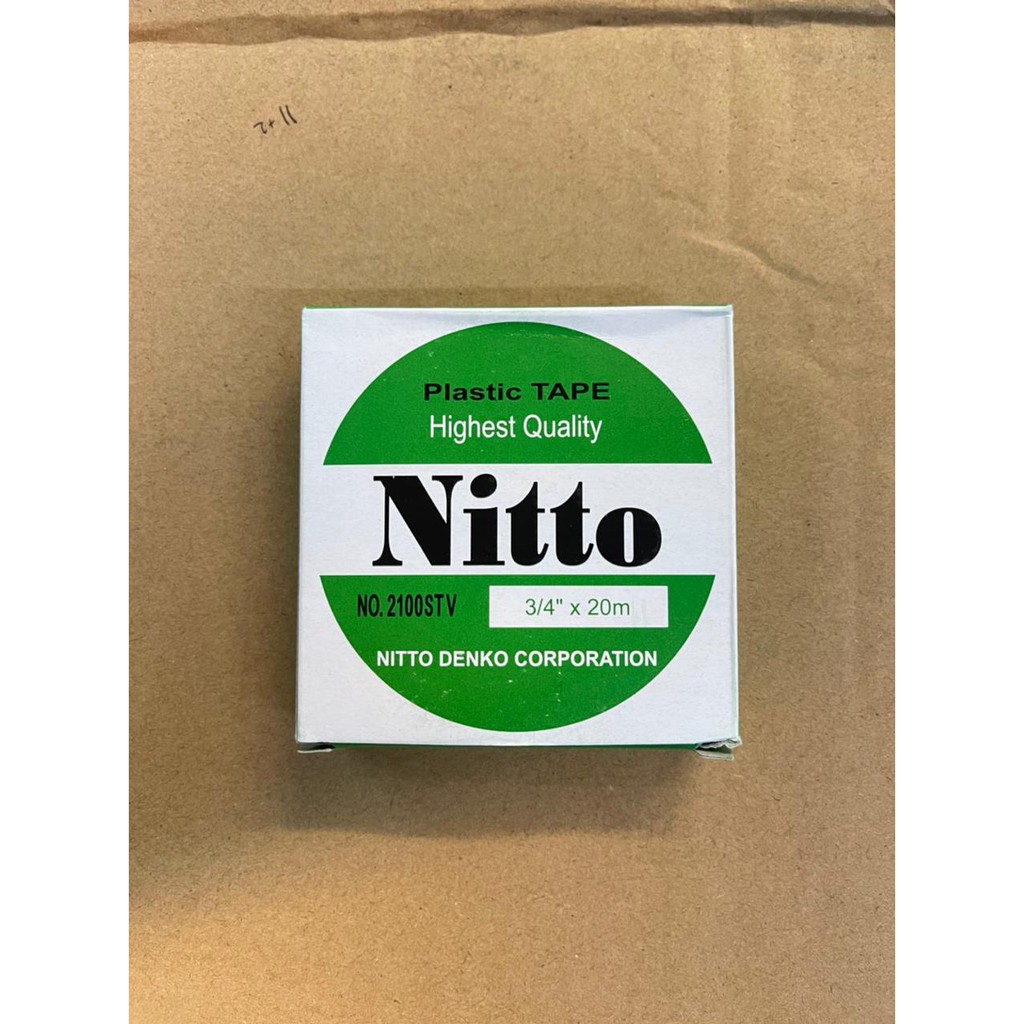 Plastic TAPE
Highest Quality
Nitto
NO. 2100STV
3/4" x 20m
NITTO DENKO CORPORATION